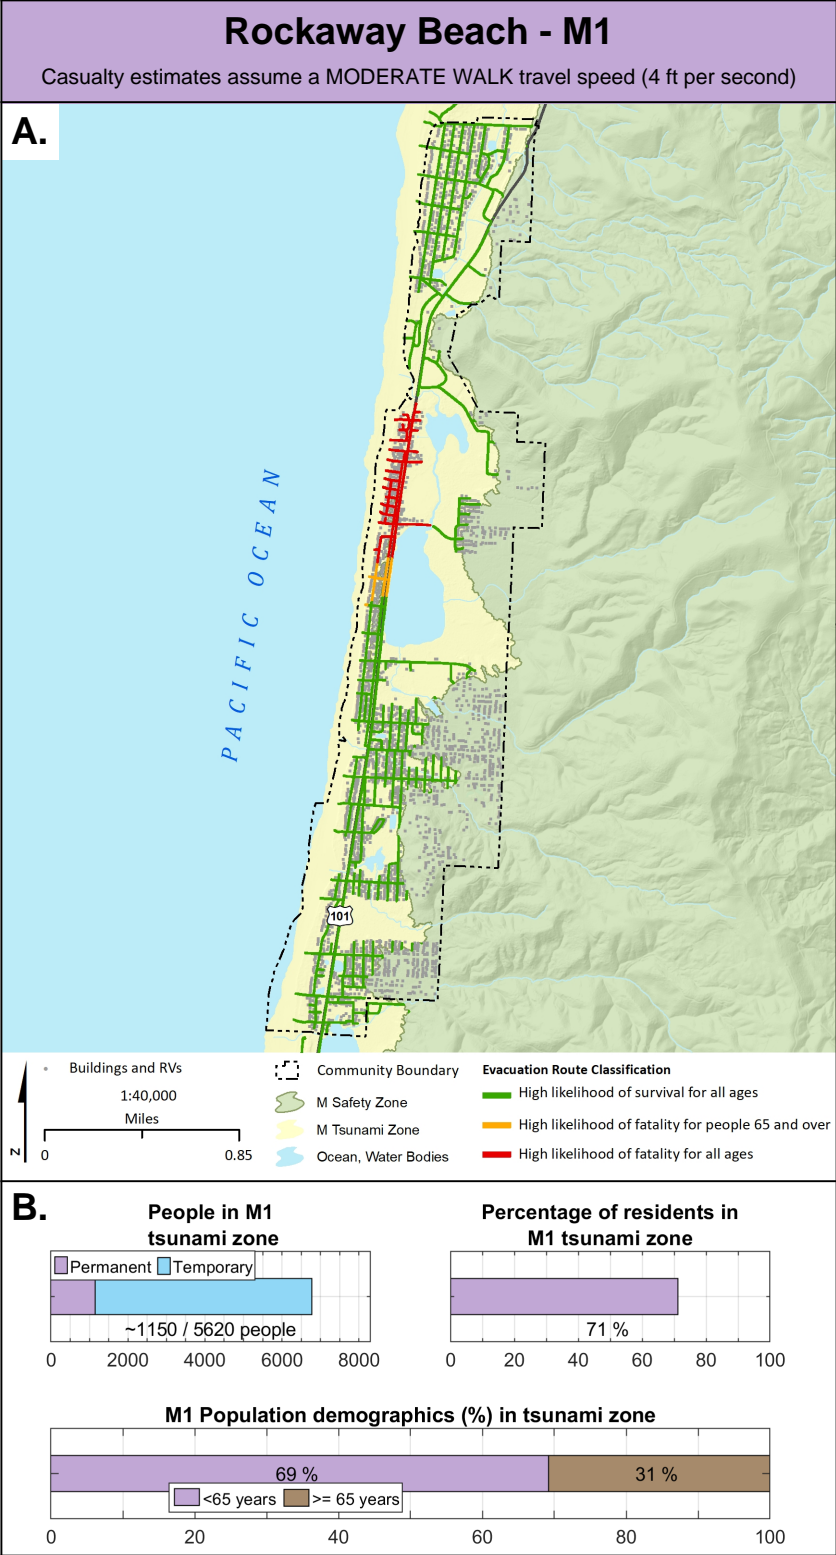 Rockaway Beach - M1
Casualty estimates assume a MODERATE WALK travel speed (4 ft per second)
A.
PACIFIC OCEAN
101
N
Buildings and RVs
1:40,000
Miles
0 0.85
Community Boundary
M Safety Zone
M Tsunami Zone
Ocean, Water Bodies
Evacuation Route Classification
High likelihood of survival for all ages
High likelihood of fatality for people 65 and over
High likelihood of fatality for all ages
B.
People in M1
tsunami zone
Permanent Temporary
~1150 / 5620 people
0 2000 4000 6000 8000
Percentage of residents in
M1 tsunami zone
71 %
0 20 40 60 80 100
M1 Population demographics (%) in tsunami zone
69 % 31 %
<65 years >= 65 years
0 20 40 60 80 100